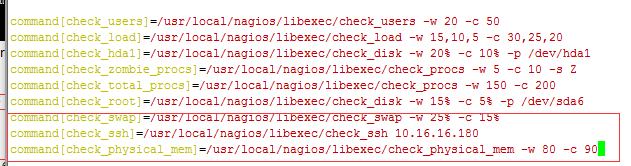 command[check_users]=/usr/local/nagios/libexec/check_users -w 20 -c 50
command[check_load]=/usr/local/nagios/libexec/check_load -w 15,10,5 -c 30,25,20
command[check_hda1]=/usr/local/nagios/libexec/check_disk -w 20% -c 10% -p /dev/hda1
command[check_zombie_procs]=/usr/local/nagios/libexec/check_procs -w 5 -c 10 -s Z
command[check_total_procs]=/usr/local/nagios/libexec/check_procs -w 150 -c 200
command[check_root]=/usr/local/nagios/libexec/check_disk -w 15% -c 5% -p /dev/sda6
command[check_swap]=/usr/local/nagios/libexec/check_swap -w 25% -c 15%
command[check_ssh]=/usr/local/nagios/libexec/check_ssh 10.16.16.180
command[check_physical_mem]=/usr/local/nagios/libexec/check_physical_mem -w 80 -c 90